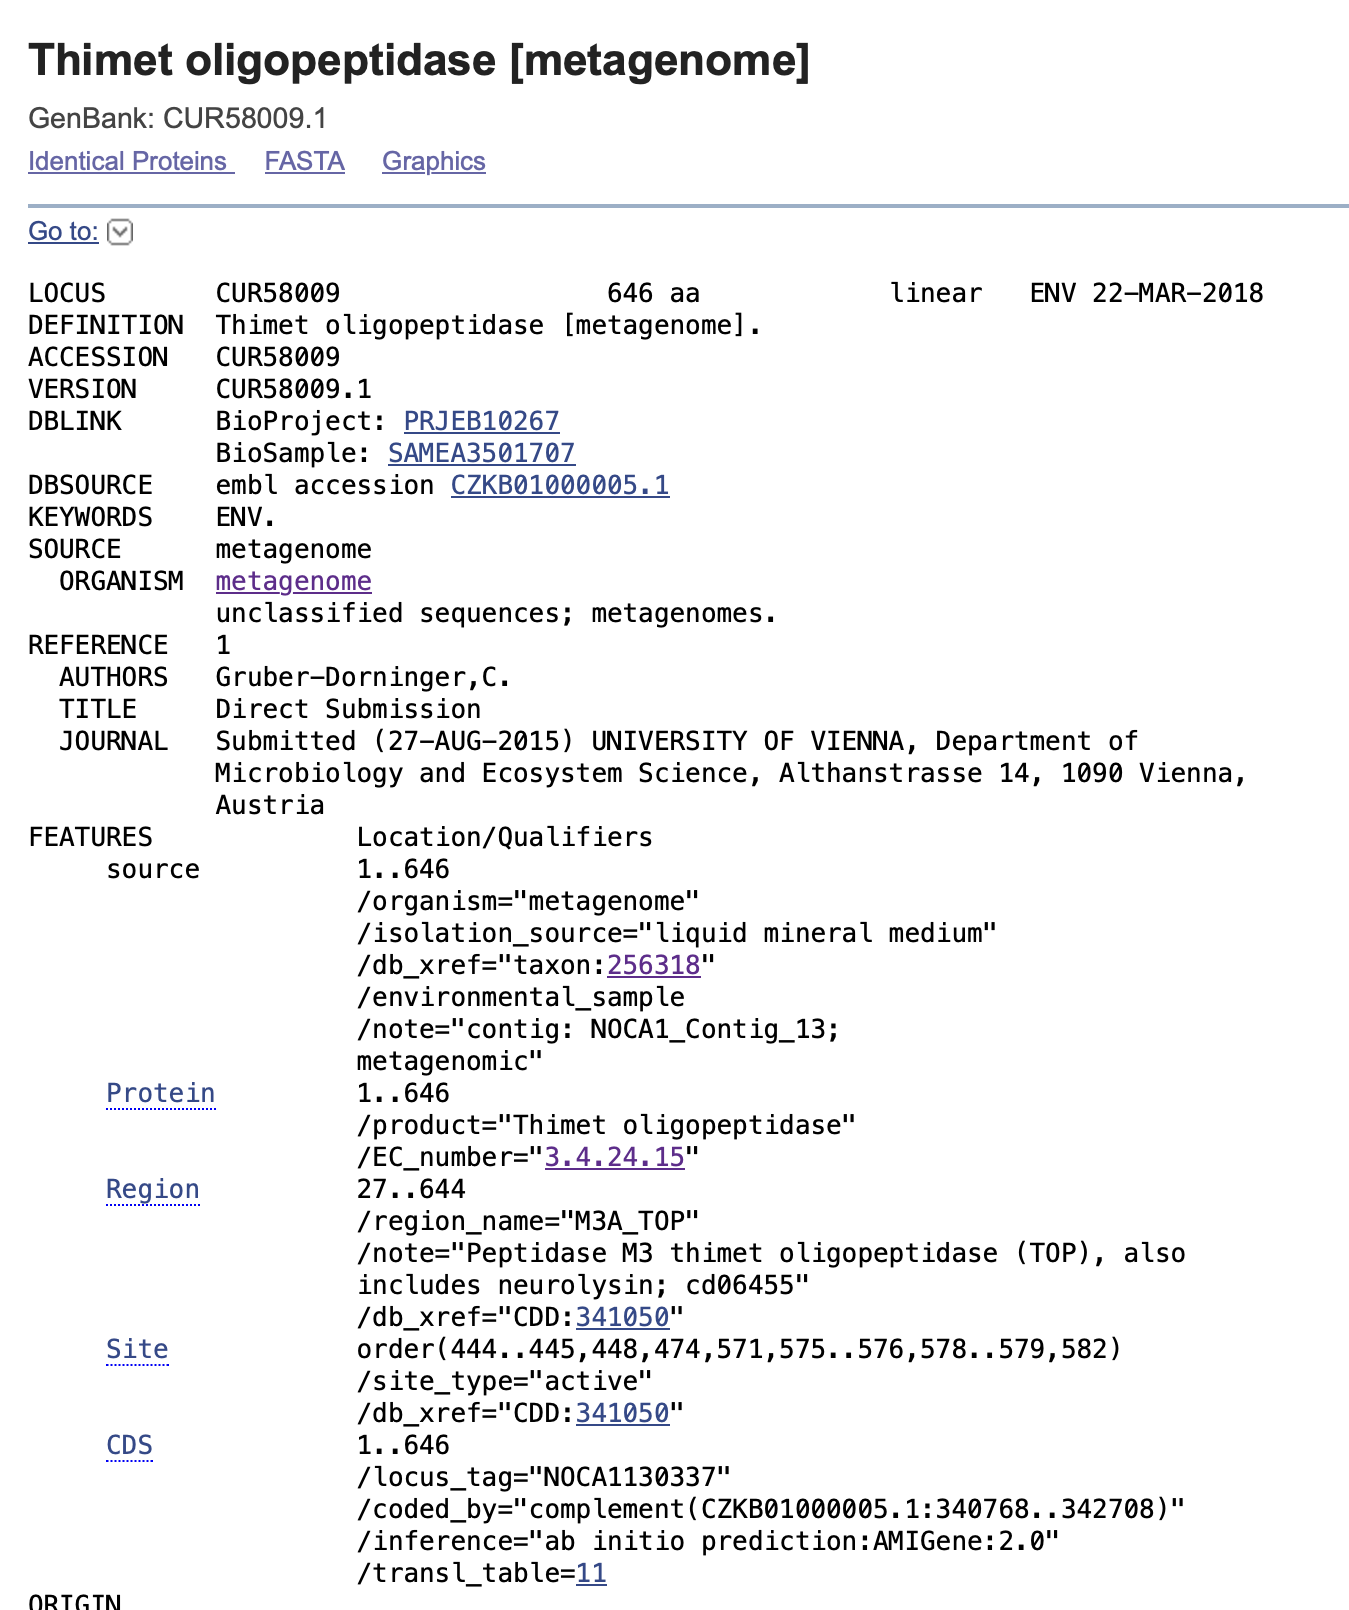 Thimet oligopeptidase [metagenome]
GenBank: CUR58009.1
Identical Proteins FASTA Graphics
Go to:
LOCUS CUR58009 646 aa linear ENV 22-MAR-2018
DEFINITION Thimet oligopeptidase [metagenome].
ACCESSION CUR58009
VERSION CUR58009.1
DBLINK BioProject: PRJEB10267
BioSample: SAMEA3501707
DBSOURCE embl accession CZKB01000005.1
KEYWORDS ENV.
SOURCE metagenome
ORGANISM metagenome
unclassified sequences; metagenomes.
REFERENCE 1
AUTHORS Gruber-Dorninger,C.
TITLE Direct Submission
JOURNAL Submitted (27-AUG-2015) UNIVERSITY OF VIENNA, Department of
Microbiology and Ecosystem Science, Althanstrasse 14, 1090 Vienna,
Austria
FEATURES Location/Qualifiers
source 1..646
/organism="metagenome"
/isolation_source="liquid mineral medium"
/db_xref="taxon:256318"
/environmental_sample
/note="contig: NOCA1_Contig_13;
metagenomic"
Protein 1..646
/product="Thimet oligopeptidase"
/EC_number="3.4.24.15"
Region 27..644
/region_name="M3A_TOP"
/note="Peptidase M3 thimet oligopeptidase (TOP), also
includes neurolysin; cd06455"
/db_xref="CDD:341050"
Site order(444..445,448,474,571,575..576,578..579,582)
/site_type="active"
/db_xref="CDD:341050"
CDS 1..646
/locus_tag="NOCA1130337"
/coded_by="complement(CZKB01000005.1:340768..342708)"
/inference="ab initio prediction:AMIGene:2.0"
/transl_table=11
ORIGIN